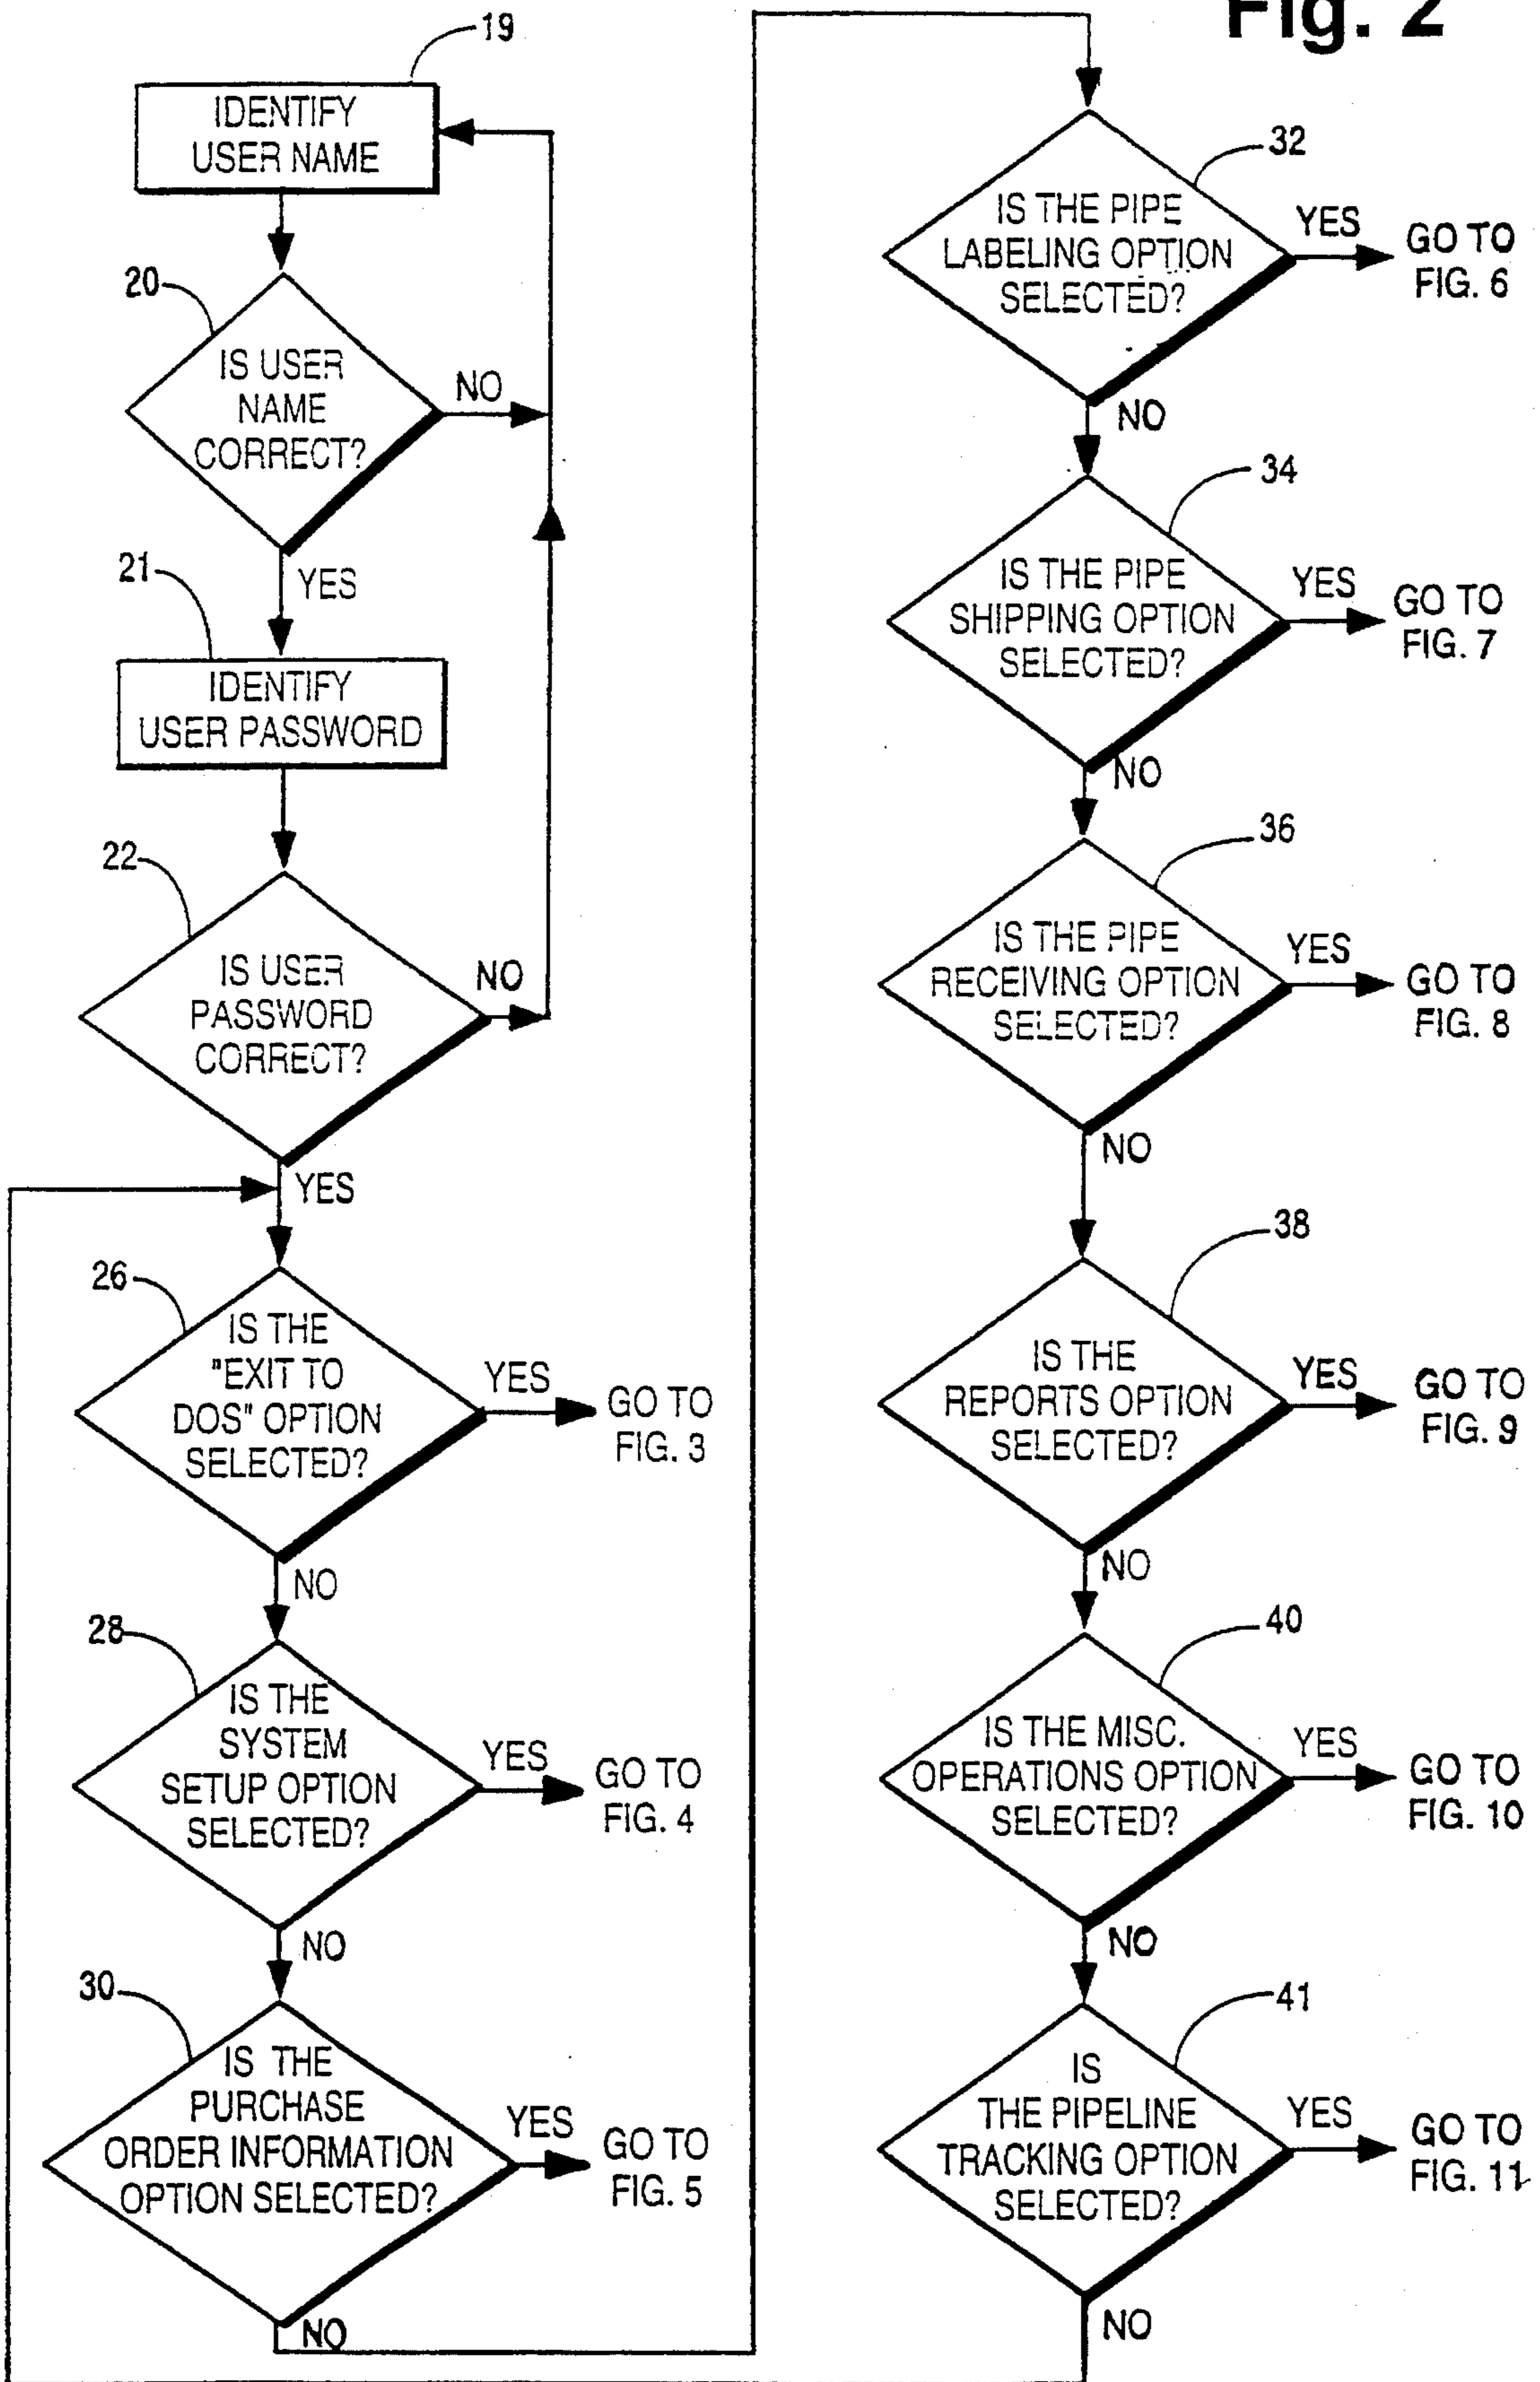 Fig. 2
19
IDENTIFY
USER NAME
20
IS USER
NAME
CORRECT?
NO
YES
21
IDENTIFY
USER PASSWORD
22
IS USER
PASSWORD
CORRECT?
NO
YES
26
IS THE
"EXIT TO
DOS" OPTION
SELECTED?
YES
GO TO
FIG. 3
NO
28
IS THE
SYSTEM
SETUP OPTION
SELECTED?
YES
GO TO
FIG. 4
NO
30
IS THE
PURCHASE
ORDER INFORMATION
OPTION SELECTED?
YES
GO TO
FIG. 5
NO
32
IS THE PIPE
LABELING OPTION
SELECTED?
YES
GO TO
FIG. 6
NO
34
IS THE PIPE
SHIPPING OPTION
SELECTED?
YES
GO TO
FIG. 7
NO
36
IS THE PIPE
RECEIVING OPTION
SELECTED?
YES
GO TO
FIG. 8
NO
38
IS THE
REPORTS OPTION
SELECTED?
YES
GO TO
FIG. 9
NO
40
IS THE MISC.
OPERATIONS OPTION
SELECTED?
YES
GO TO
FIG. 10
NO
41
IS
THE PIPELINE
TRACKING OPTION
SELECTED?
YES
GO TO
FIG. 11
NO